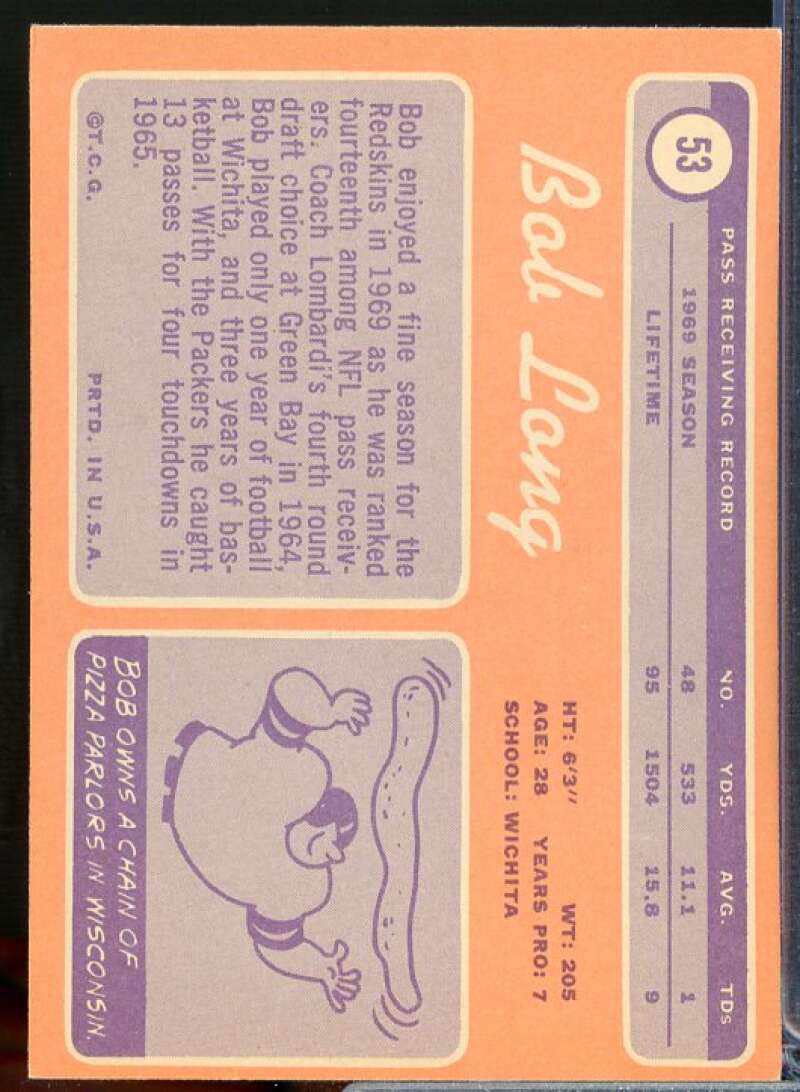 53
PASS RECEIVING RECORD NO. YDS. AVG. TDs
1969 SEASON 48 533 11.1 1
LIFETIME 95 1504 15.8 9
Bob Long
HT: 6'3" WT: 205
AGE: 28 YEARS PRO: 7
SCHOOL: WICHITA
Bob enjoyed a fine season for the
Redskins in 1969 as he was ranked
fourteenth among NFL pass receiv-
ers. Coach Lombardi's fourth round
draft choice at Green Bay in 1964,
Bob played only one year of football
at Wichita, and three years of bas-
ketball. With the Packers he caught
13 passes for four touchdowns in
1965.
©T.C.G. PRTD. IN U.S.A.
BOB OWNS A CHAIN OF
PIZZA PARLORS IN WISCONSIN.